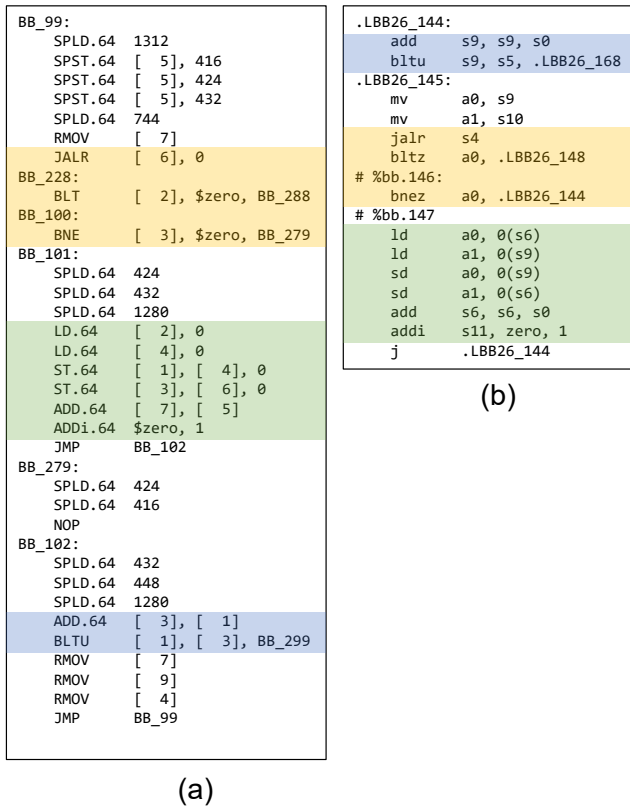 BB_99:
SPLD.64 1312
SPST.64 [ 5], 416
SPST.64 [ 5], 424
SPST.64 [ 5], 432
SPLD.64 744
RMOV [ 7]
JALR [ 6], 0
BB_228:
BLT [ 2], $zero, BB_288
BB_100:
BNE [ 3], $zero, BB_279
BB_101:
SPLD.64 424
SPLD.64 432
SPLD.64 1280
LD.64 [ 2], 0
LD.64 [ 4], 0
ST.64 [ 1], [ 4], 0
ST.64 [ 3], [ 6], 0
ADD.64 [ 7], [ 5]
ADDi.64 $zero, 1
JMP BB_102
BB_279:
SPLD.64 424
SPLD.64 416
NOP
BB_102:
SPLD.64 432
SPLD.64 448
SPLD.64 1280
ADD.64 [ 3], [ 1]
BLTU [ 1], [ 3], BB_299
RMOV [ 7]
RMOV [ 9]
RMOV [ 4]
JMP BB_99
(a)
.LBB26_144:
add s9, s9, s0
bltu s9, s5, .LBB26_168
.LBB26_145:
mv a0, s9
mv a1, s10
jalr s4
bltz a0, .LBB26_148
# %bb.146:
bnez a0, .LBB26_144
# %bb.147
ld a0, 0(s6)
ld a1, 0(s9)
sd a0, 0(s9)
sd a1, 0(s6)
add s6, s6, s0
addi s11, zero, 1
j .LBB26_144
(b)